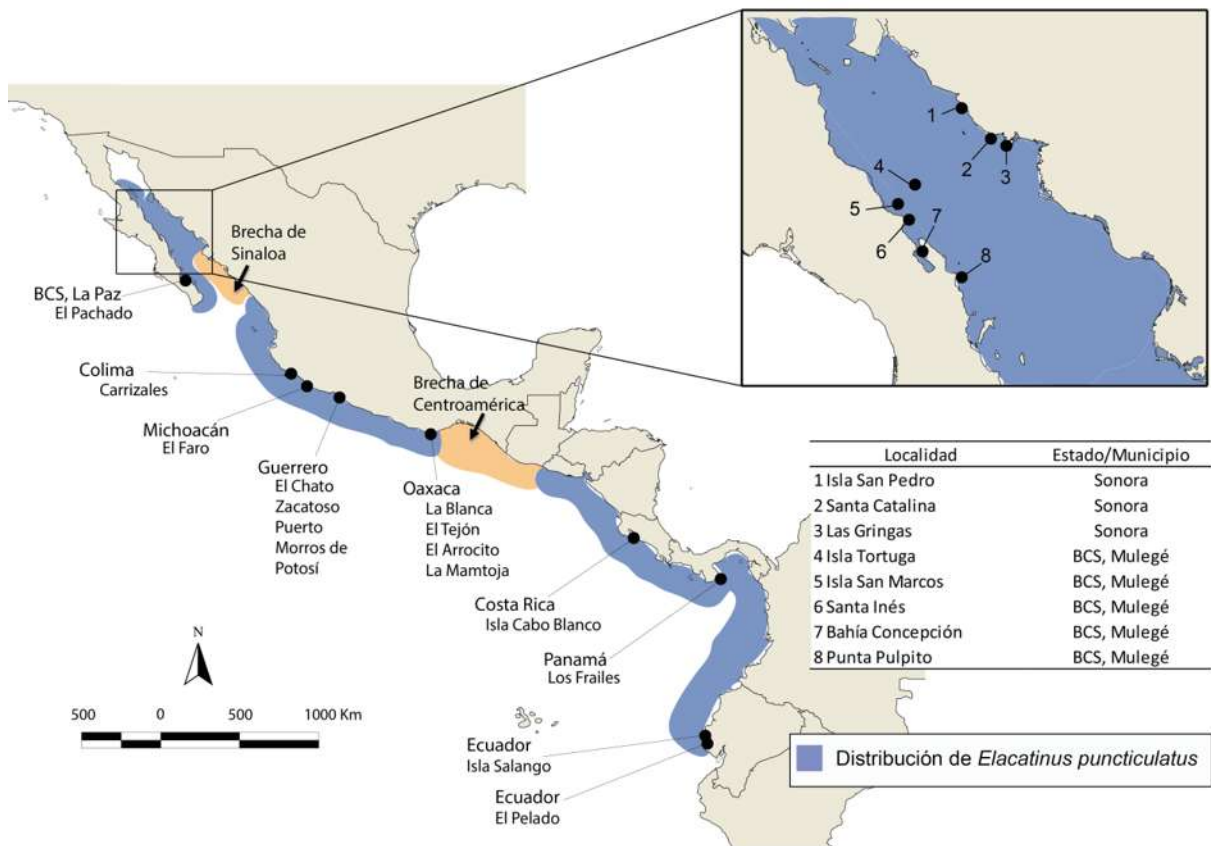 1
2
3
4
5
6
7
8
Brecha de
Sinaloa
BCS, La Paz
El Pachado
Colima
Carrizales
Michoacán
El Faro
Guerrero
El Chato
Zacatoso
Puerto
Morros de
Potosí
Brecha de
Centroamérica
Oaxaca
La Blanca
El Tejón
El Arrocito
La Mamtoja
Costa Rica
Isla Cabo Blanco
Panamá
Los Frailes
Ecuador
Isla Salango
Ecuador
El Pelado
N
500 0 500 1000 Km
Localidad Estado/Municipio
1 Isla San Pedro Sonora
2 Santa Catalina Sonora
3 Las Gringas Sonora
4 Isla Tortuga BCS, Mulegé
5 Isla San Marcos BCS, Mulegé
6 Santa Inés BCS, Mulegé
7 Bahía Concepción BCS, Mulegé
8 Punta Pulpito BCS, Mulegé
Distribución de Elacatinus puncticulatus